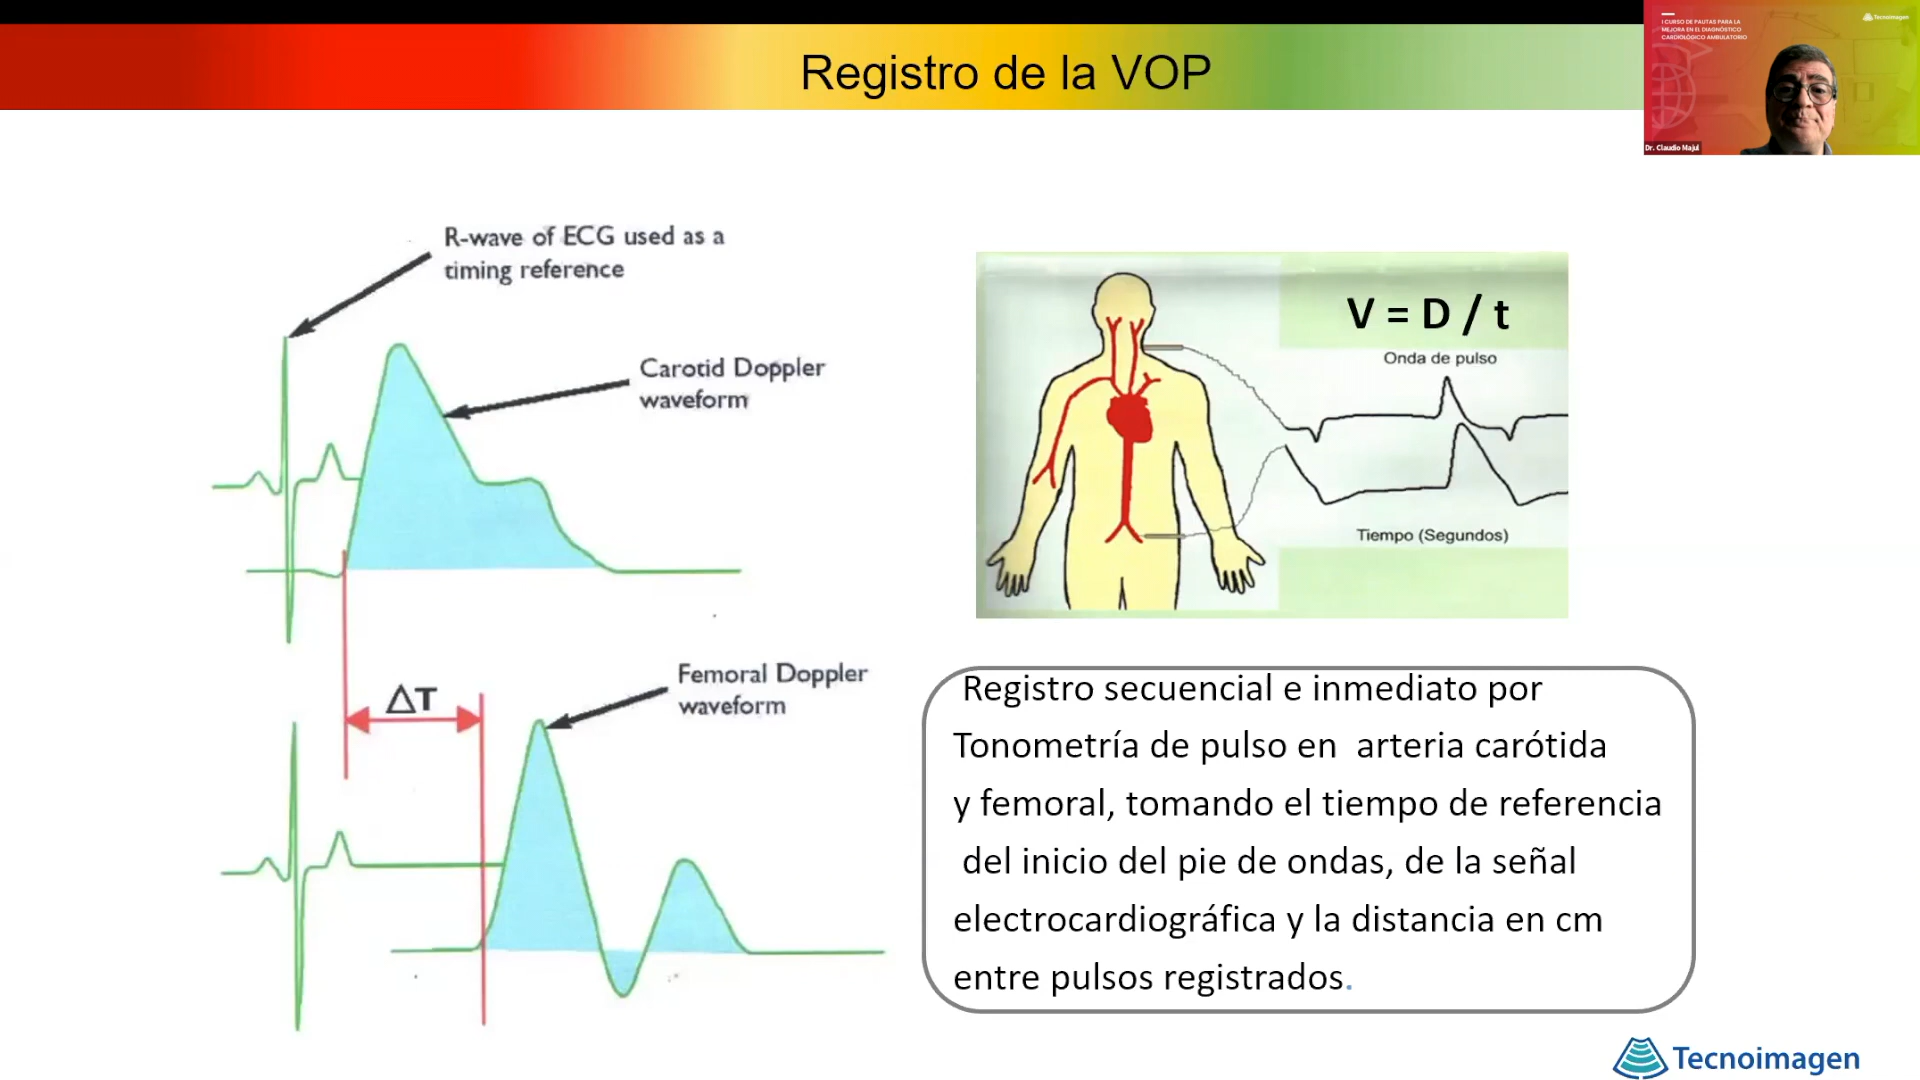 Registro de la VOP
I CURSO DE PAUTAS PARA LA
MEJORA EN EL DIAGNÓSTICO
CARDIOLÓGICO AMBULATORIO
Tecnoimagen
Dr. Claudio Majul
R-wave of ECG used as a
timing reference
Carotid Doppler
waveform
ΔT
Femoral Doppler
waveform
V = D / t
Onda de pulso
Tiempo (Segundos)
Registro secuencial e inmediato por
Tonometría de pulso en arteria carótida
y femoral, tomando el tiempo de referencia
del inicio del pie de ondas, de la señal
electrocardiográfica y la distancia en cm
entre pulsos registrados.
Tecnoimagen